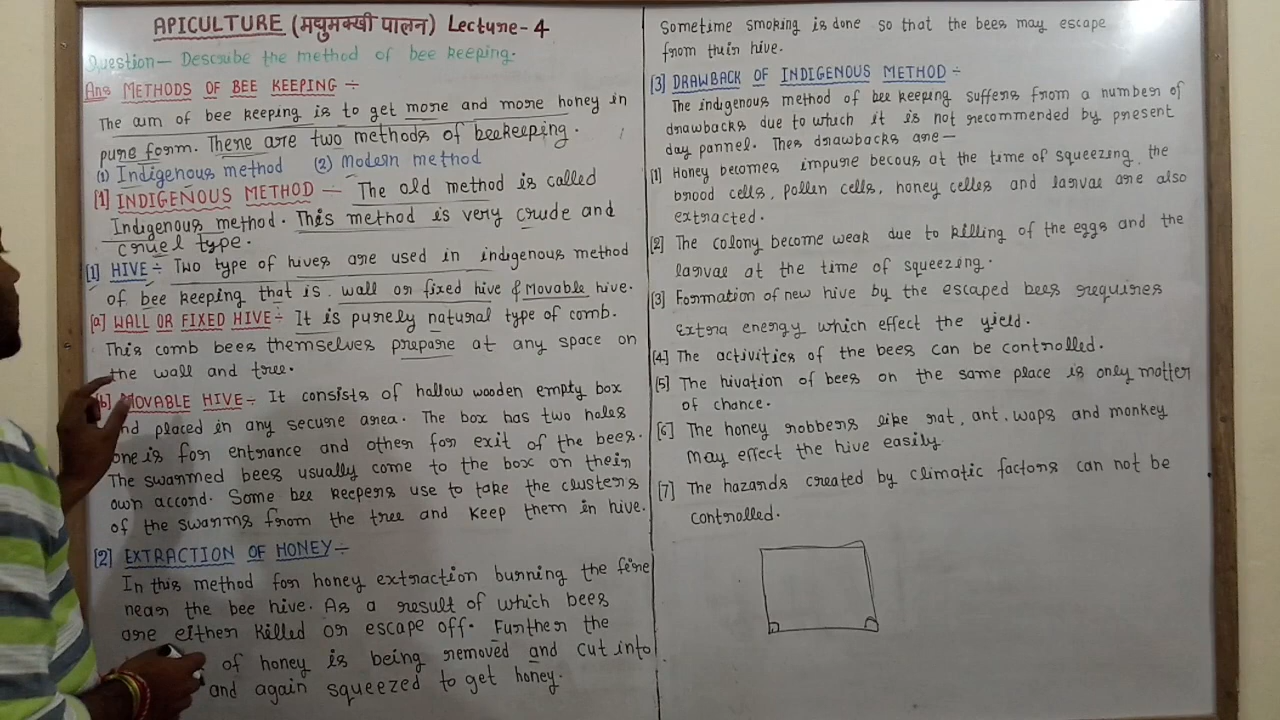 APICULTURE (मधुमक्खी पालन) Lecture-4
Question— Describe the method of bee keeping.
Ans METHODS OF BEE KEEPING ÷
The aim of bee keeping is to get more and more honey in
pure form. There are two methods of beekeeping.
(1) Indigenous method (2) Modern method
[1] INDIGENOUS METHOD — The old method is called
Indigenous method. This method is very crude and
cruel type.
[1] HIVE ÷ Two type of hives are used in indigenous method
of bee keeping that is wall or fixed hive & Movable hive.
[a] WALL OR FIXED HIVE ÷ It is purely natural type of comb.
This comb bees themselves prepare at any space on
the wall and tree.
b] MOVABLE HIVE ÷ It consists of hallow wooden empty box
nd placed in any secure area. The box has two holes
one is for entrance and other for exit of the bees.
The swarmed bees usually come to the box on their
own accord. Some bee keepers use to take the clusters
of the swarms from the tree and keep them in hive.
[2] EXTRACTION OF HONEY ÷
In this method for honey extraction burning the feire
near the bee hive. As a result of which bees
are either killed or escape off. Further the
of honey is being removed and cut into
and again squeezed to get honey.
Sometime smoking is done so that the bees may escape
from their hive.
[3] DRAWBACK OF INDIGENOUS METHOD ÷
The indigenous method of bee keeping suffers from a number of
drawbacks due to which it is not recommended by present
day pannel. Thes drawbacks are —
[1] Honey becomes impure becous at the time of squeezing, the
brood cells, pollen cells, honey celles and larvae are also
extracted.
[2] The colony become weak due to killing of the eggs and the
larvae at the time of squeezing.
[3] Formation of new hive by the escaped bees requires
Extra energy which effect the yield.
[4] The activities of the bees can be controlled.
[5] The hivation of bees on the same place is only matter
of chance.
[6] The honey robbers like rat, ant, waps and monkey
may effect the hive easily
[7] The hazards created by climatic factors can not be
controlled.